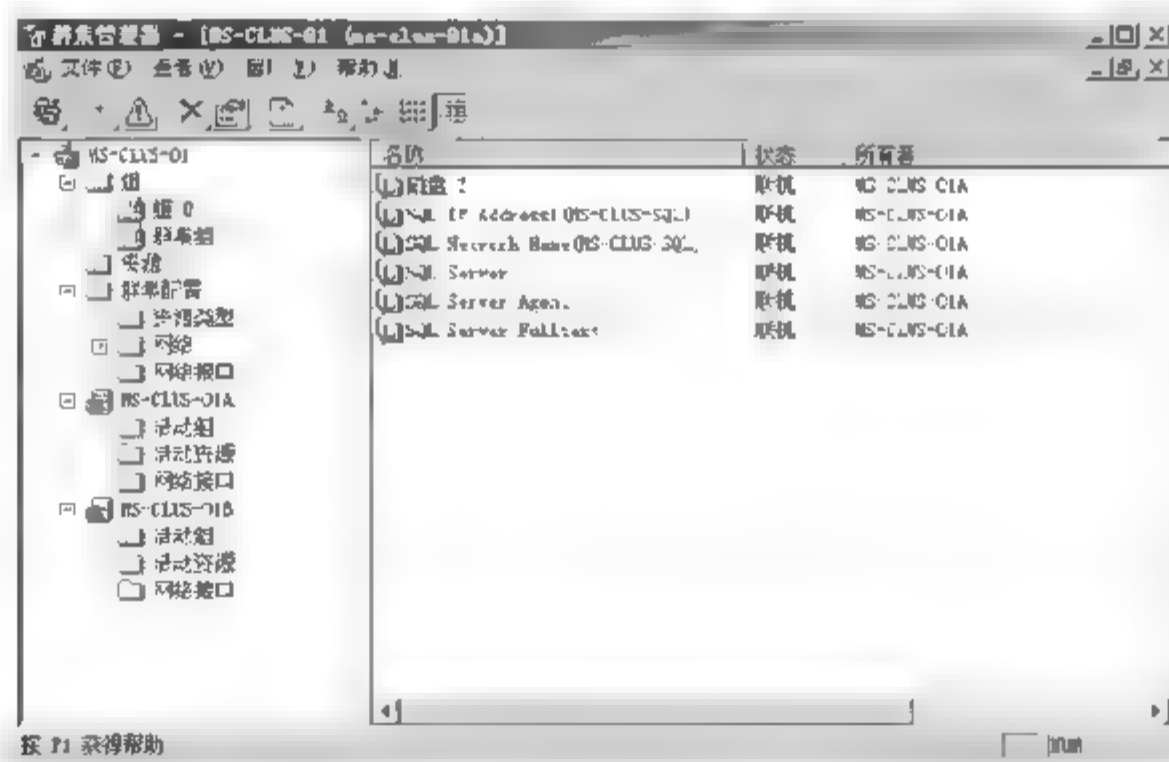 群集管理器 - [MS-CLUS-01 (ms-clus-01a)]
文件(F) 查看(V) 窗口(W) 帮助(H)
MS-CLUS-01
组
组 0
群集组
资源
群集配置
资源类型
网络
网络接口
MS-CLUS-01A
活动组
活动资源
网络接口
MS-CLUS-01B
活动组
活动资源
网络接口
名称 状态 所有者
磁盘 联机 MS-CLUS-01A
SQL IP Address1(MS-CLUS-SQL) 联机 MS-CLUS-01A
SQL Network Name(MS-CLUS-SQL) 联机 MS-CLUS-01A
SQL Server 联机 MS-CLUS-01A
SQL Server Agent 联机 MS-CLUS-01A
SQL Server Fulltext 联机 MS-CLUS-01A
按 F1 获得帮助
NUM